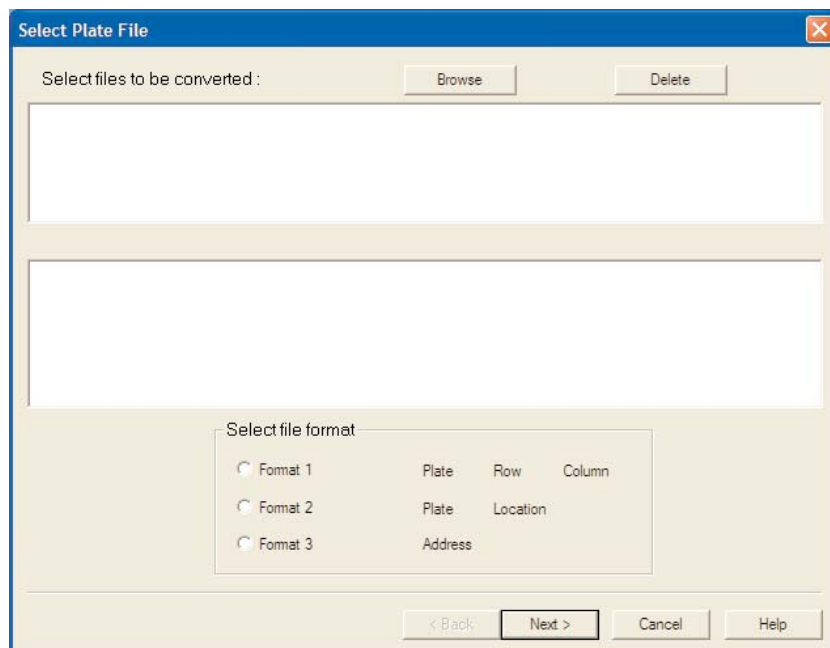 Select Plate File
Select files to be converted : Browse Delete
Select file format
Format 1 Plate Row Column
Format 2 Plate Location
Format 3 Address
< Back Next > Cancel Help